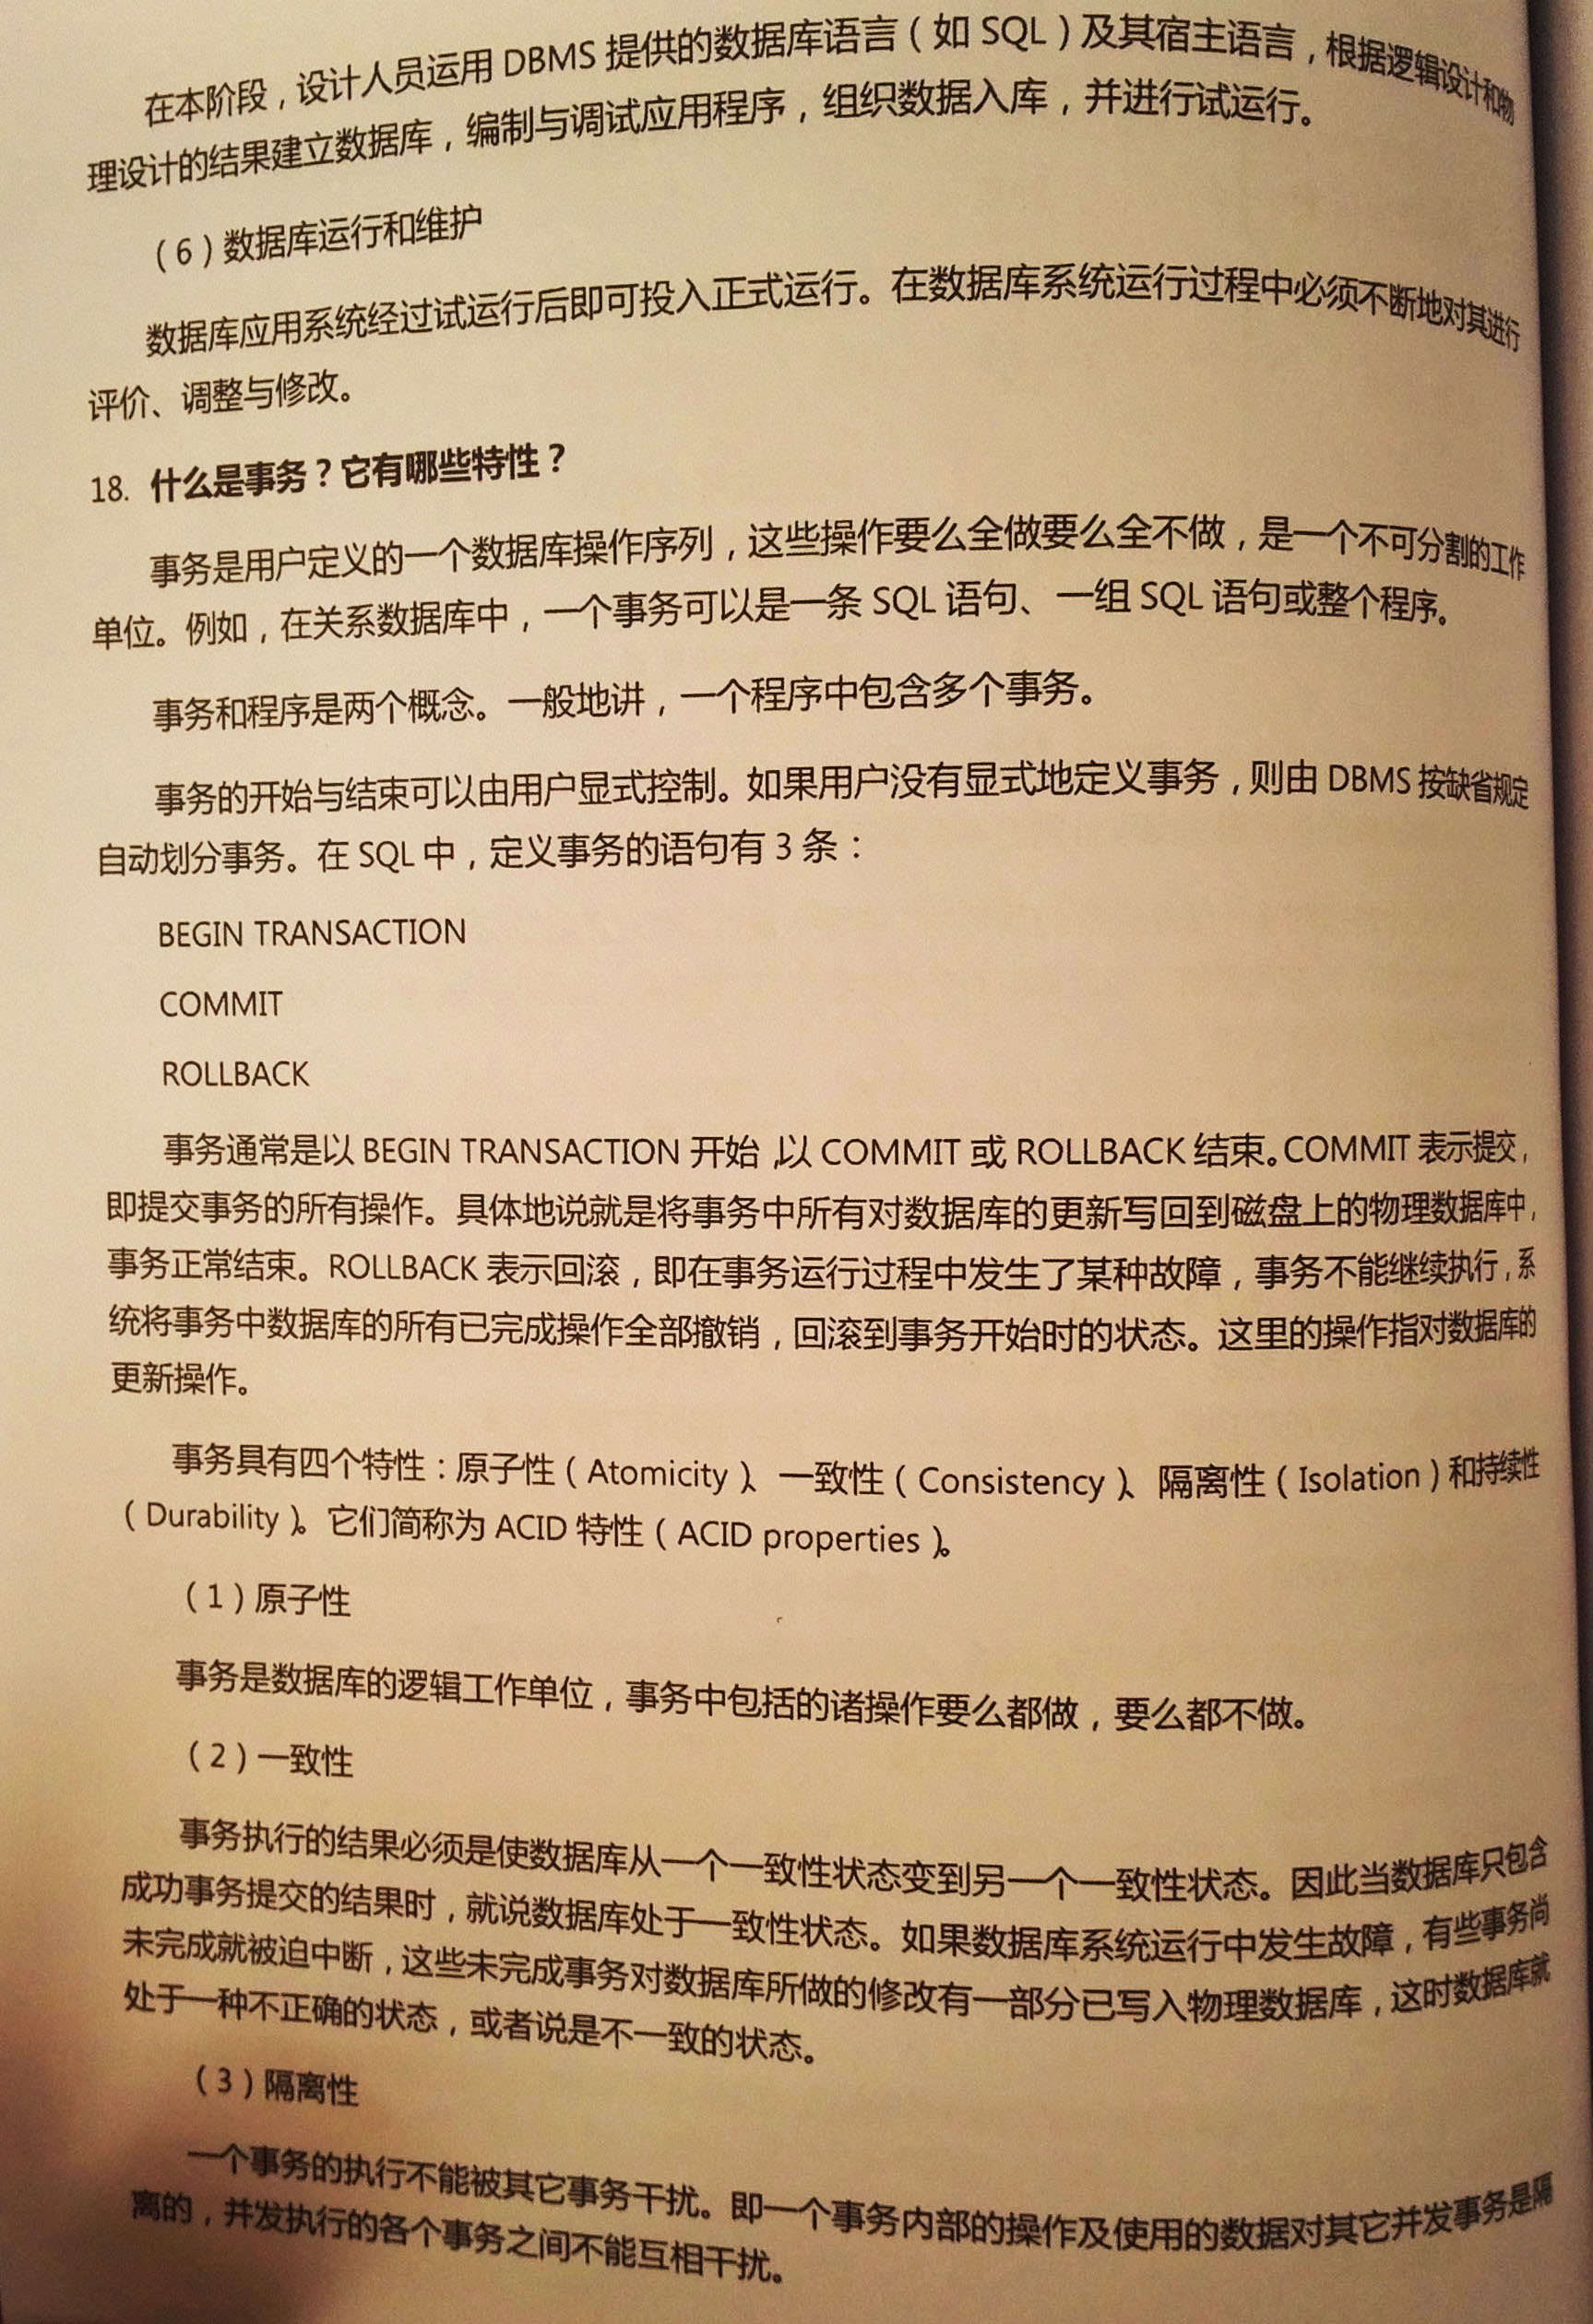 在本阶段，设计人员运用 DBMS 提供的数据库语言（如 SQL）及其宿主语言，根据逻辑设计和物
理设计的结果建立数据库，编制与调试应用程序，组织数据入库，并进行试运行。
（6）数据库运行和维护
数据库应用系统经过试运行后即可投入正式运行。在数据库系统运行过程中必须不断地对其进行
评价、调整与修改。
18. 什么是事务？它有哪些特性？
事务是用户定义的一个数据库操作序列，这些操作要么全做要么全不做，是一个不可分割的工作
单位。例如，在关系数据库中，一个事务可以是一条 SQL 语句、一组 SQL 语句或整个程序。
事务和程序是两个概念。一般地讲，一个程序中包含多个事务。
事务的开始与结束可以由用户显式控制。如果用户没有显式地定义事务，则由 DBMS 按缺省规定
自动划分事务。在 SQL 中，定义事务的语句有 3 条：
BEGIN TRANSACTION
COMMIT
ROLLBACK
事务通常是以 BEGIN TRANSACTION 开始，以 COMMIT 或 ROLLBACK 结束。COMMIT 表示提交，
即提交事务的所有操作。具体地说就是将事务中所有对数据库的更新写回到磁盘上的物理数据库中，
事务正常结束。ROLLBACK 表示回滚，即在事务运行过程中发生了某种故障，事务不能继续执行，系
统将事务中数据库的所有已完成操作全部撤销，回滚到事务开始时的状态。这里的操作指对数据库的
更新操作。
事务具有四个特性：原子性（Atomicity）、一致性（Consistency）、隔离性（Isolation）和持续性
（Durability）。它们简称为 ACID 特性（ACID properties）。
（1）原子性
事务是数据库的逻辑工作单位，事务中包括的诸操作要么都做，要么都不做。
（2）一致性
事务执行的结果必须是使数据库从一个一致性状态变到另一个一致性状态。因此当数据库只包含
成功事务提交的结果时，就说数据库处于一致性状态。如果数据库系统运行中发生故障，有些事务尚
未完成就被迫中断，这些未完成事务对数据库所做的修改有一部分已写入物理数据库，这时数据库就
处于一种不正确的状态，或者说是不一致的状态。
（3）隔离性
一个事务的执行不能被其它事务干扰。即一个事务内部的操作及使用的数据对其它并发事务是隔
离的，并发执行的各个事务之间不能互相干扰。